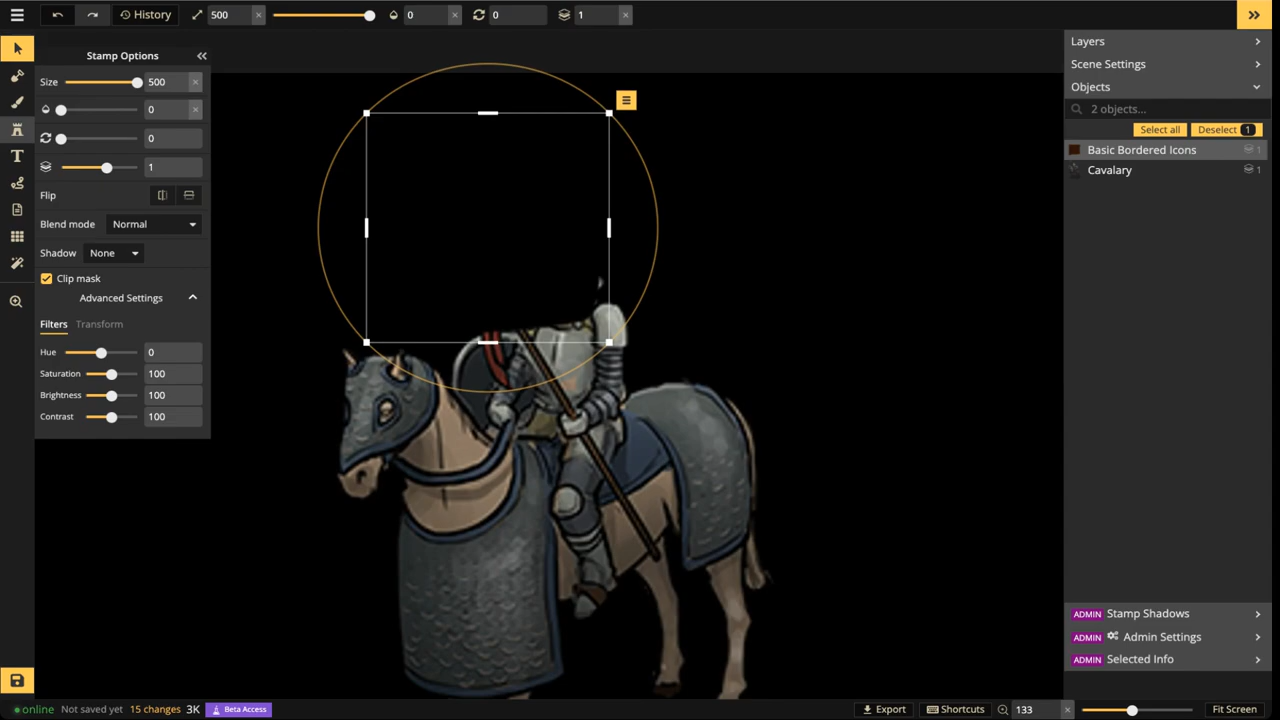 History
500
0
0
1
Stamp Options
Size
500
0
0
1
Flip
Blend mode
Normal
Shadow
None
Clip mask
Advanced Settings
Filters
Transform
Hue
0
Saturation
100
Brightness
100
Contrast
100
Layers
Scene Settings
Objects
2 objects...
Select all
Deselect 1
Basic Bordered Icons 1
Cavalary 1
ADMIN Stamp Shadows
ADMIN Admin Settings
ADMIN Selected Info
online Not saved yet 15 changes 3K Beta Access
Export
Shortcuts
133
Fit Screen